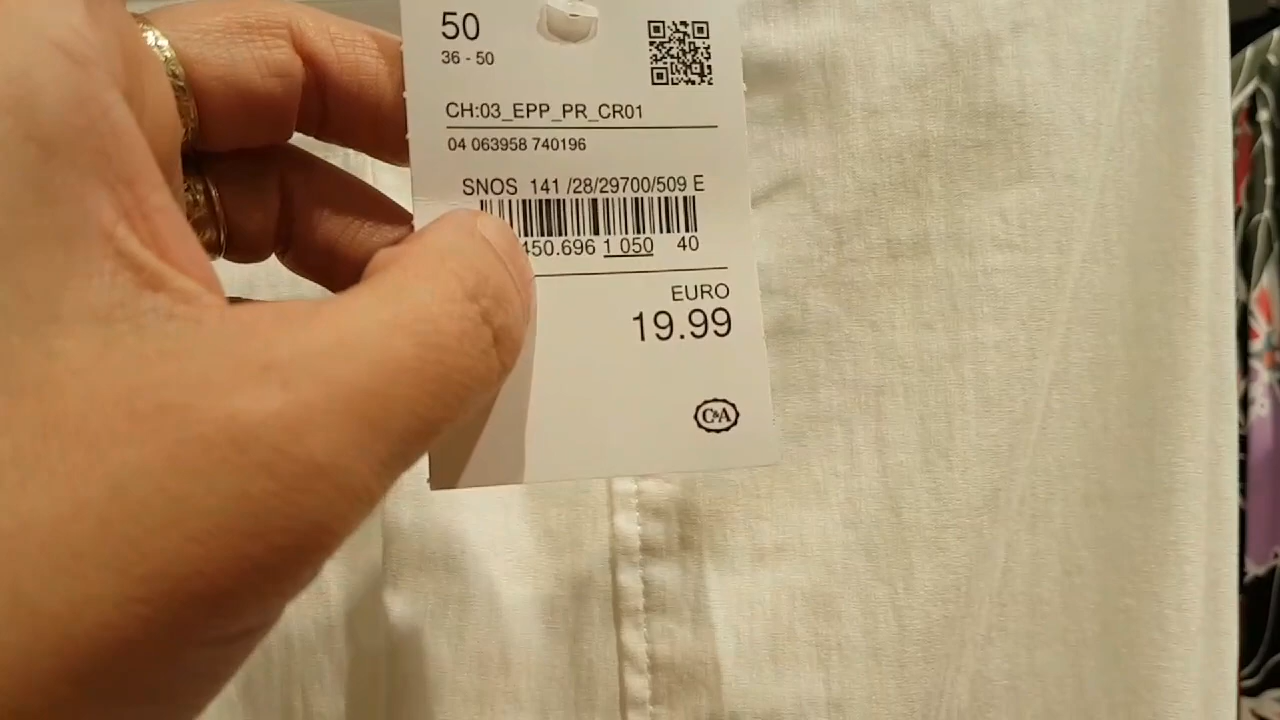 50
36 - 50
CH:03_EPP_PR_CR01
04 063958 740196
SNOS 141 /28/29700/509 E
450.696 1 050 40
EURO
19.99
C&A